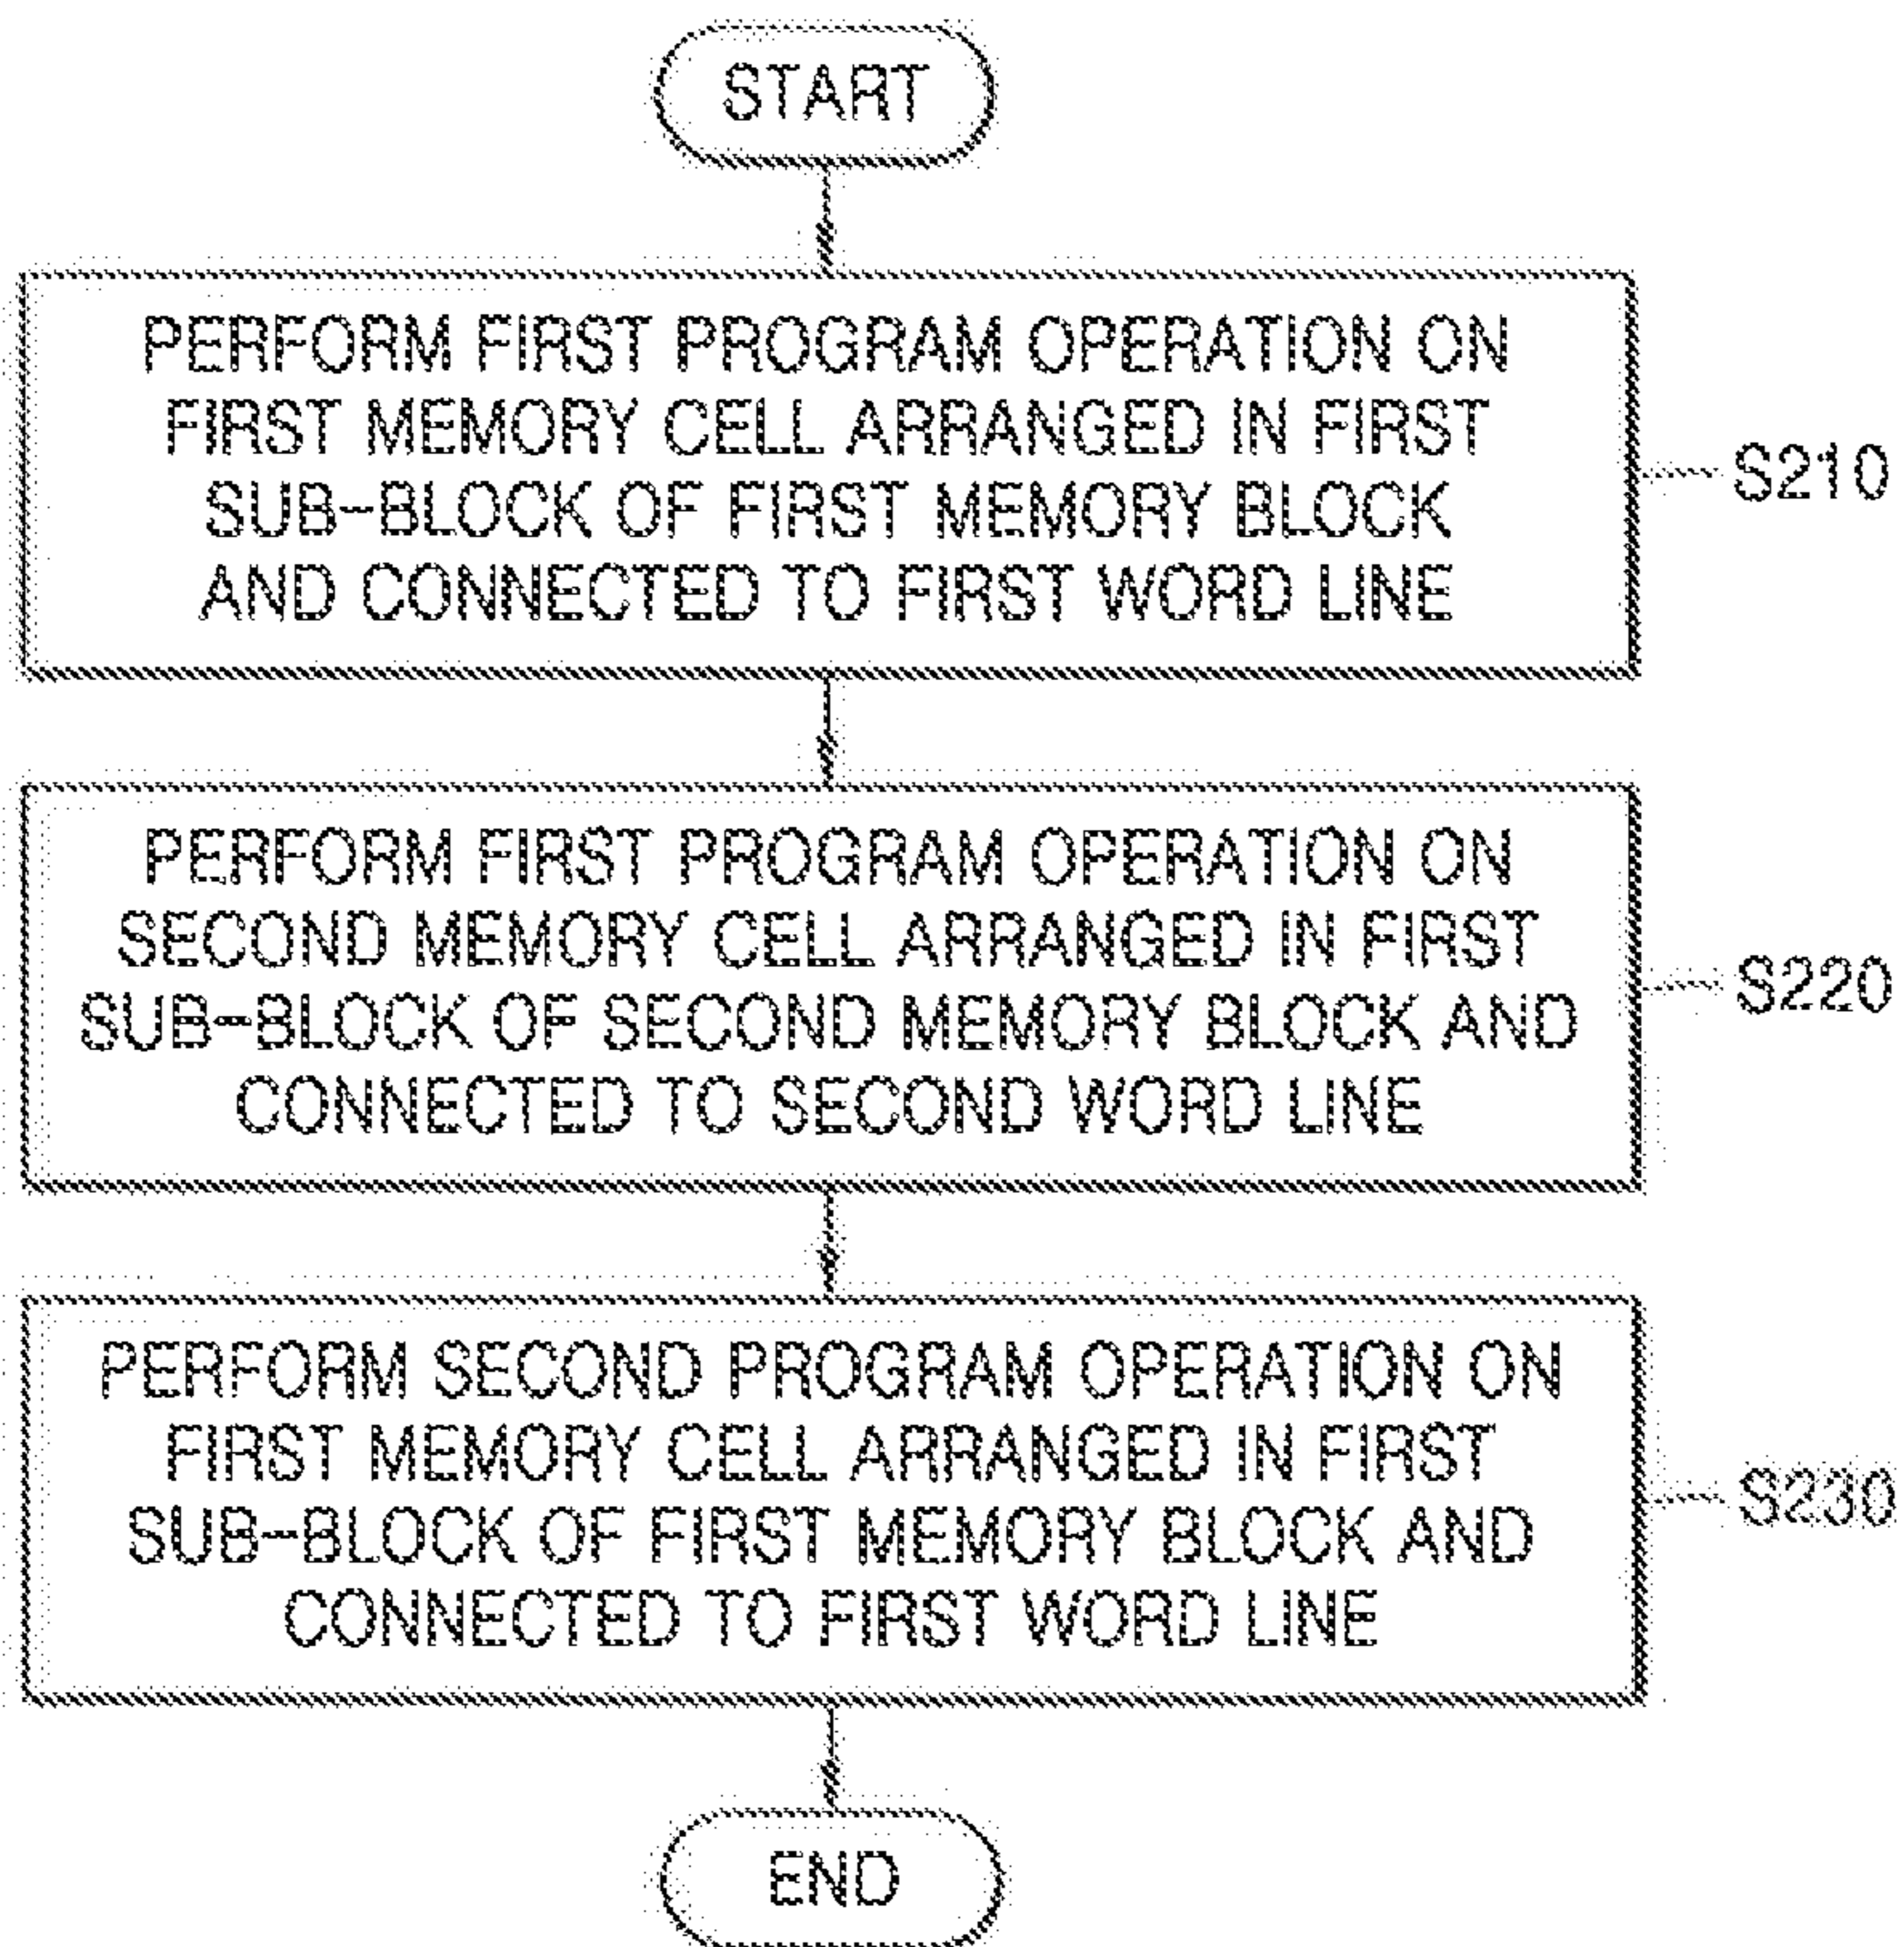 START
PERFORM FIRST PROGRAM OPERATION ON
FIRST MEMORY CELL ARRANGED IN FIRST
SUB-BLOCK OF FIRST MEMORY BLOCK
AND CONNECTED TO FIRST WORD LINE
S210
PERFORM FIRST PROGRAM OPERATION ON
SECOND MEMORY CELL ARRANGED IN FIRST
SUB-BLOCK OF SECOND MEMORY BLOCK AND
CONNECTED TO SECOND WORD LINE
S220
PERFORM SECOND PROGRAM OPERATION ON
FIRST MEMORY CELL ARRANGED IN FIRST
SUB-BLOCK OF FIRST MEMORY BLOCK AND
CONNECTED TO FIRST WORD LINE
S230
END